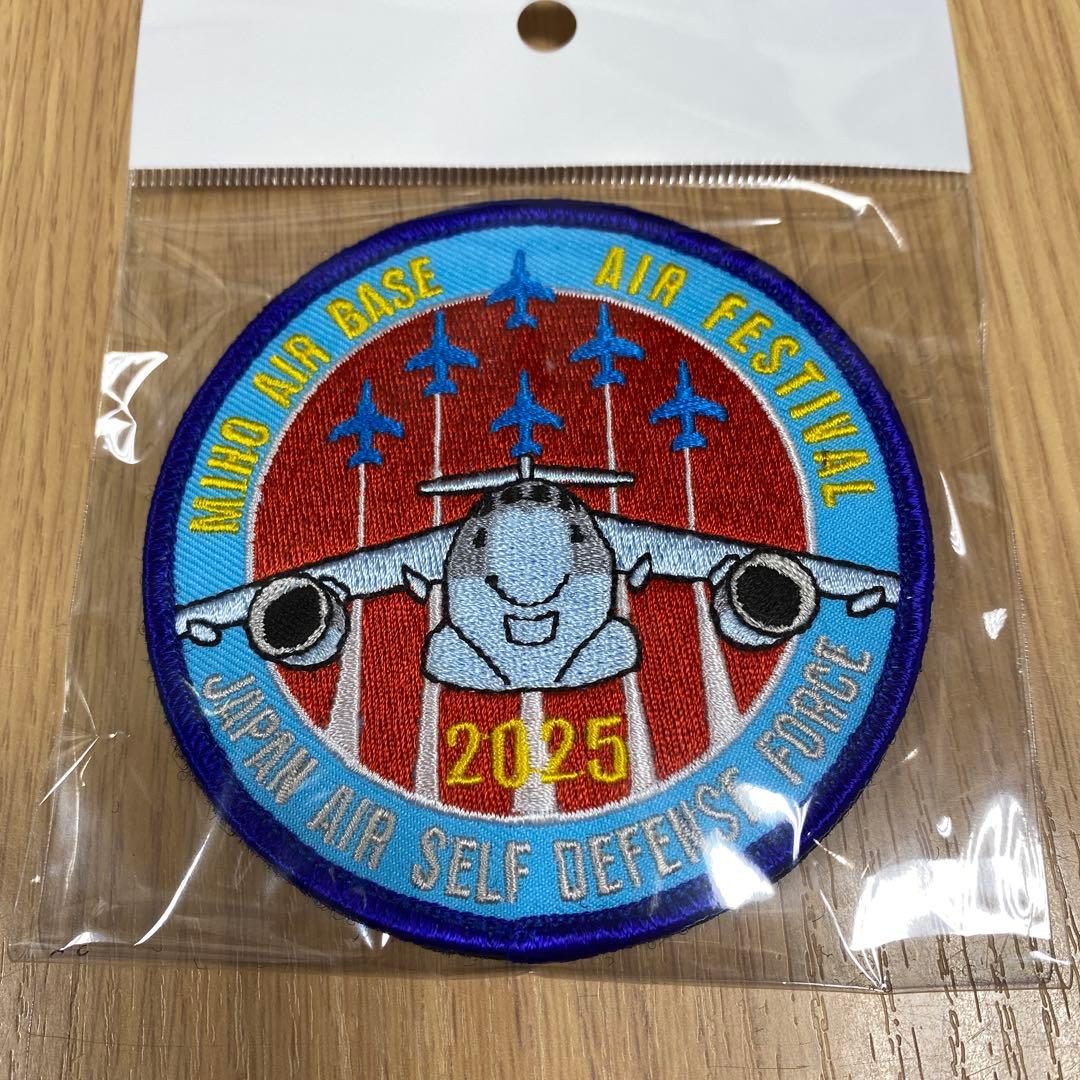 MIHO AIR BASE AIR FESTIVAL
2025
JAPAN AIR SELF DEFENSE FORCE